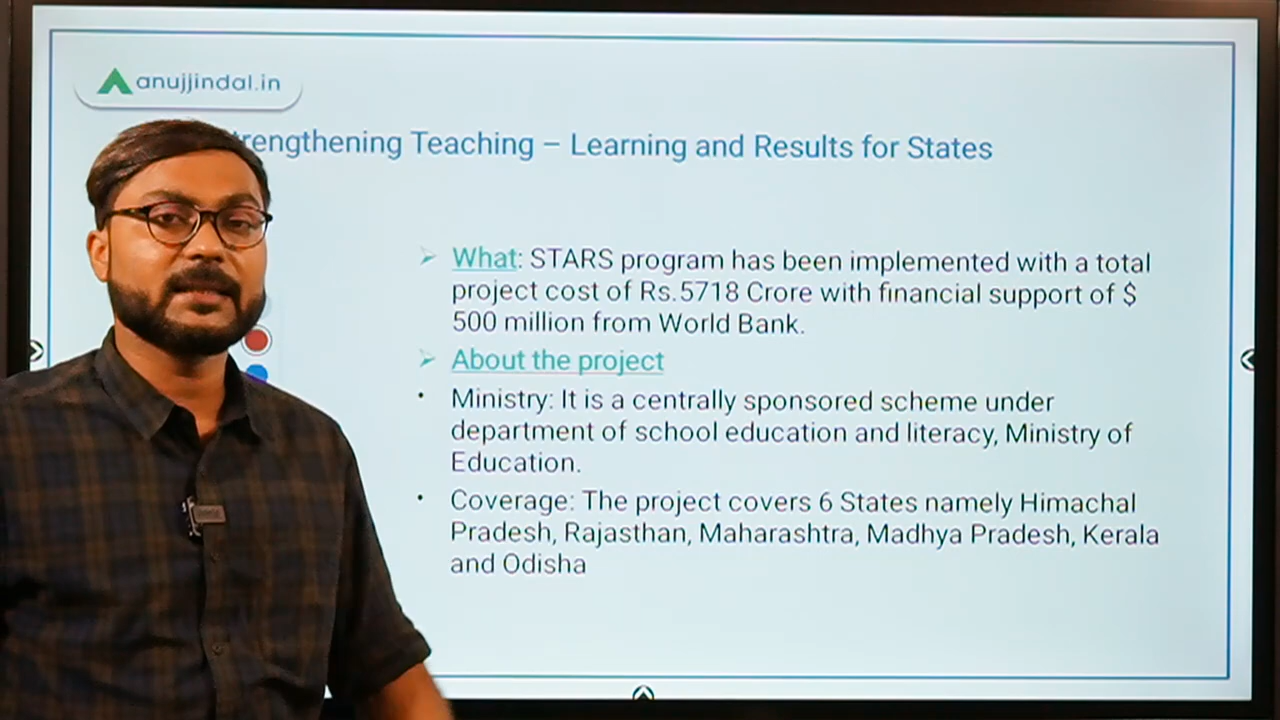 anujjindal.in
trengthening Teaching – Learning and Results for States
➢ What: STARS program has been implemented with a total
project cost of Rs.5718 Crore with financial support of $
500 million from World Bank.
➢ About the project
• Ministry: It is a centrally sponsored scheme under
department of school education and literacy, Ministry of
Education.
• Coverage: The project covers 6 States namely Himachal
Pradesh, Rajasthan, Maharashtra, Madhya Pradesh, Kerala
and Odisha